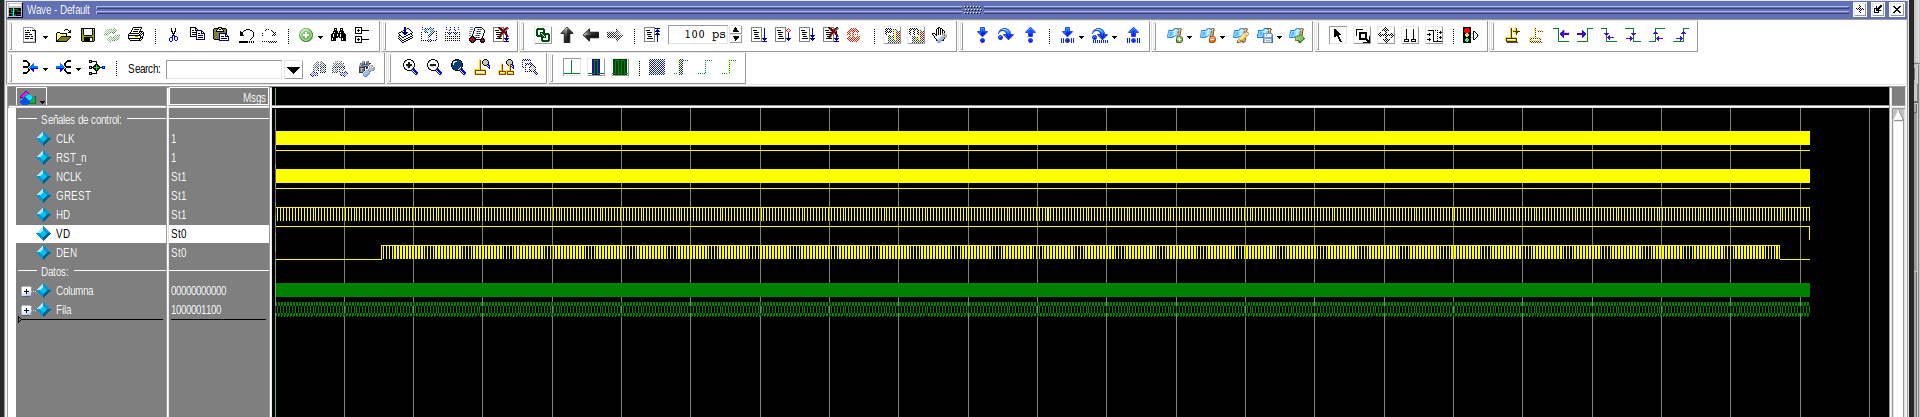 Wave - Default
100 ps
Search:
Msgs
Señales de control:
CLK 1
RST_n 1
NCLK St1
GREST St1
HD St1
VD St0
DEN St0
Datos:
Columna 00000000000
Fila 1000001100